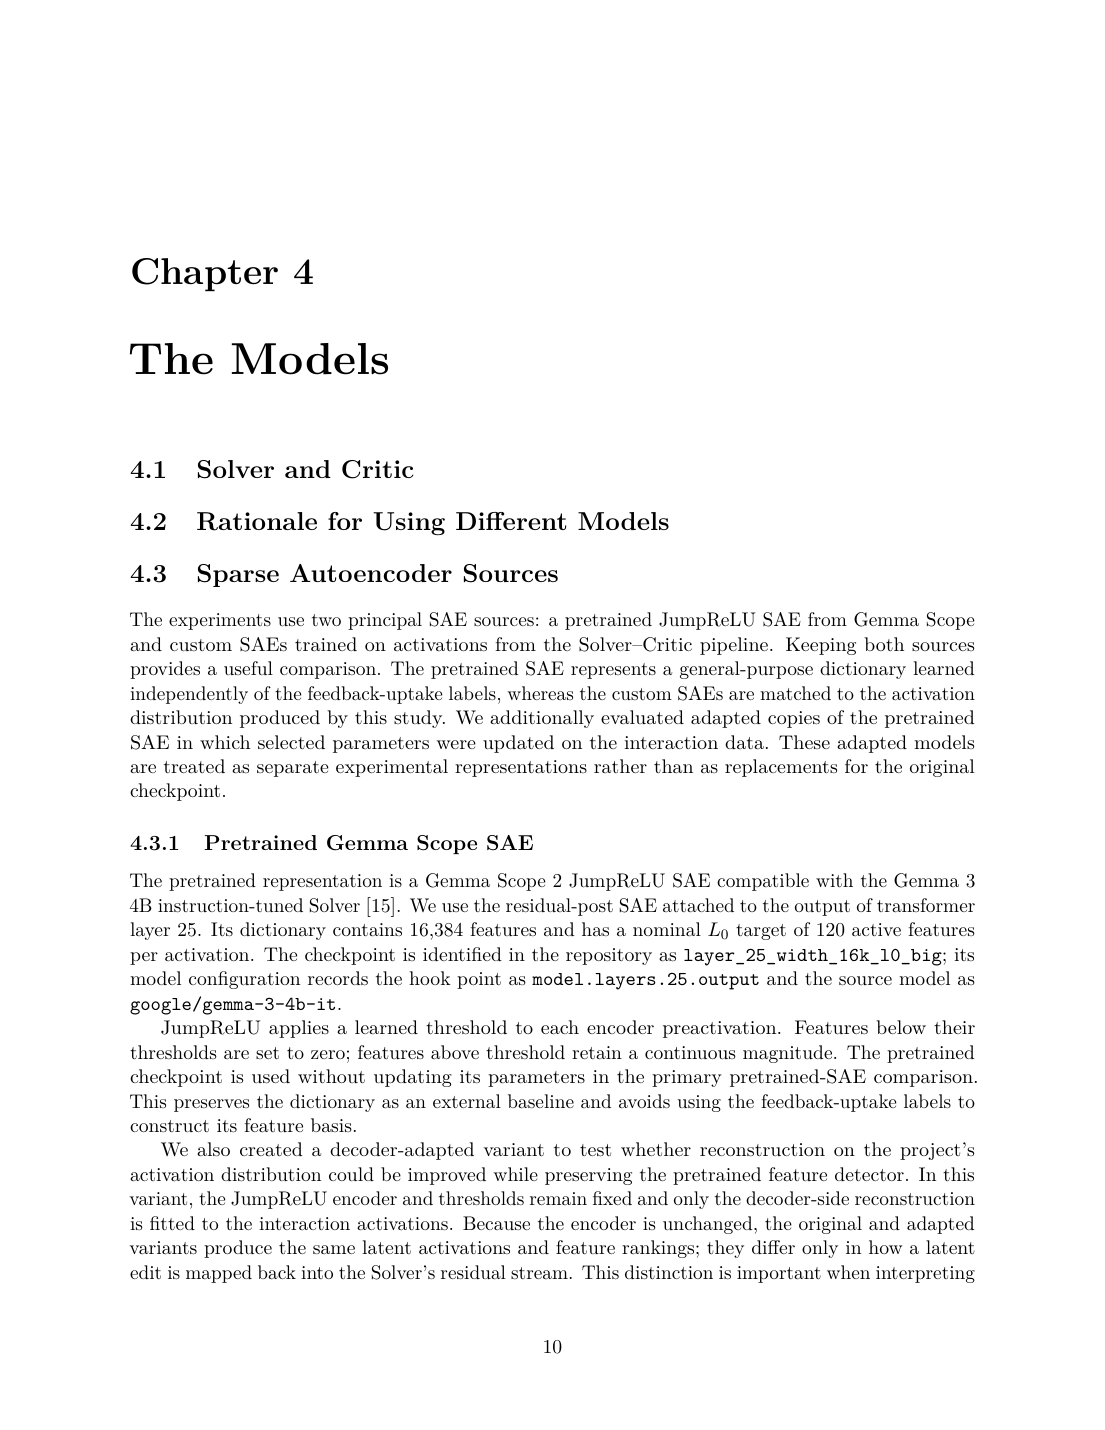 Chapter 4
The Models
4.1 Solver and Critic
4.2 Rationale for Using Different Models
4.3 Sparse Autoencoder Sources
The experiments use two principal SAE sources: a pretrained JumpReLU SAE from Gemma Scope
and custom SAEs trained on activations from the Solver–Critic pipeline. Keeping both sources
provides a useful comparison. The pretrained SAE represents a general-purpose dictionary learned
independently of the feedback-uptake labels, whereas the custom SAEs are matched to the activation
distribution produced by this study. We additionally evaluated adapted copies of the pretrained
SAE in which selected parameters were updated on the interaction data. These adapted models
are treated as separate experimental representations rather than as replacements for the original
checkpoint.
4.3.1 Pretrained Gemma Scope SAE
The pretrained representation is a Gemma Scope 2 JumpReLU SAE compatible with the Gemma 3
4B instruction-tuned Solver [15]. We use the residual-post SAE attached to the output of transformer
layer 25. Its dictionary contains 16,384 features and has a nominal L0 target of 120 active features
per activation. The checkpoint is identified in the repository as layer_25_width_16k_l0_big; its
model configuration records the hook point as model.layers.25.output and the source model as
google/gemma-3-4b-it.
JumpReLU applies a learned threshold to each encoder preactivation. Features below their
thresholds are set to zero; features above threshold retain a continuous magnitude. The pretrained
checkpoint is used without updating its parameters in the primary pretrained-SAE comparison.
This preserves the dictionary as an external baseline and avoids using the feedback-uptake labels to
construct its feature basis.
We also created a decoder-adapted variant to test whether reconstruction on the project's
activation distribution could be improved while preserving the pretrained feature detector. In this
variant, the JumpReLU encoder and thresholds remain fixed and only the decoder-side reconstruction
is fitted to the interaction activations. Because the encoder is unchanged, the original and adapted
variants produce the same latent activations and feature rankings; they differ only in how a latent
edit is mapped back into the Solver's residual stream. This distinction is important when interpreting
10